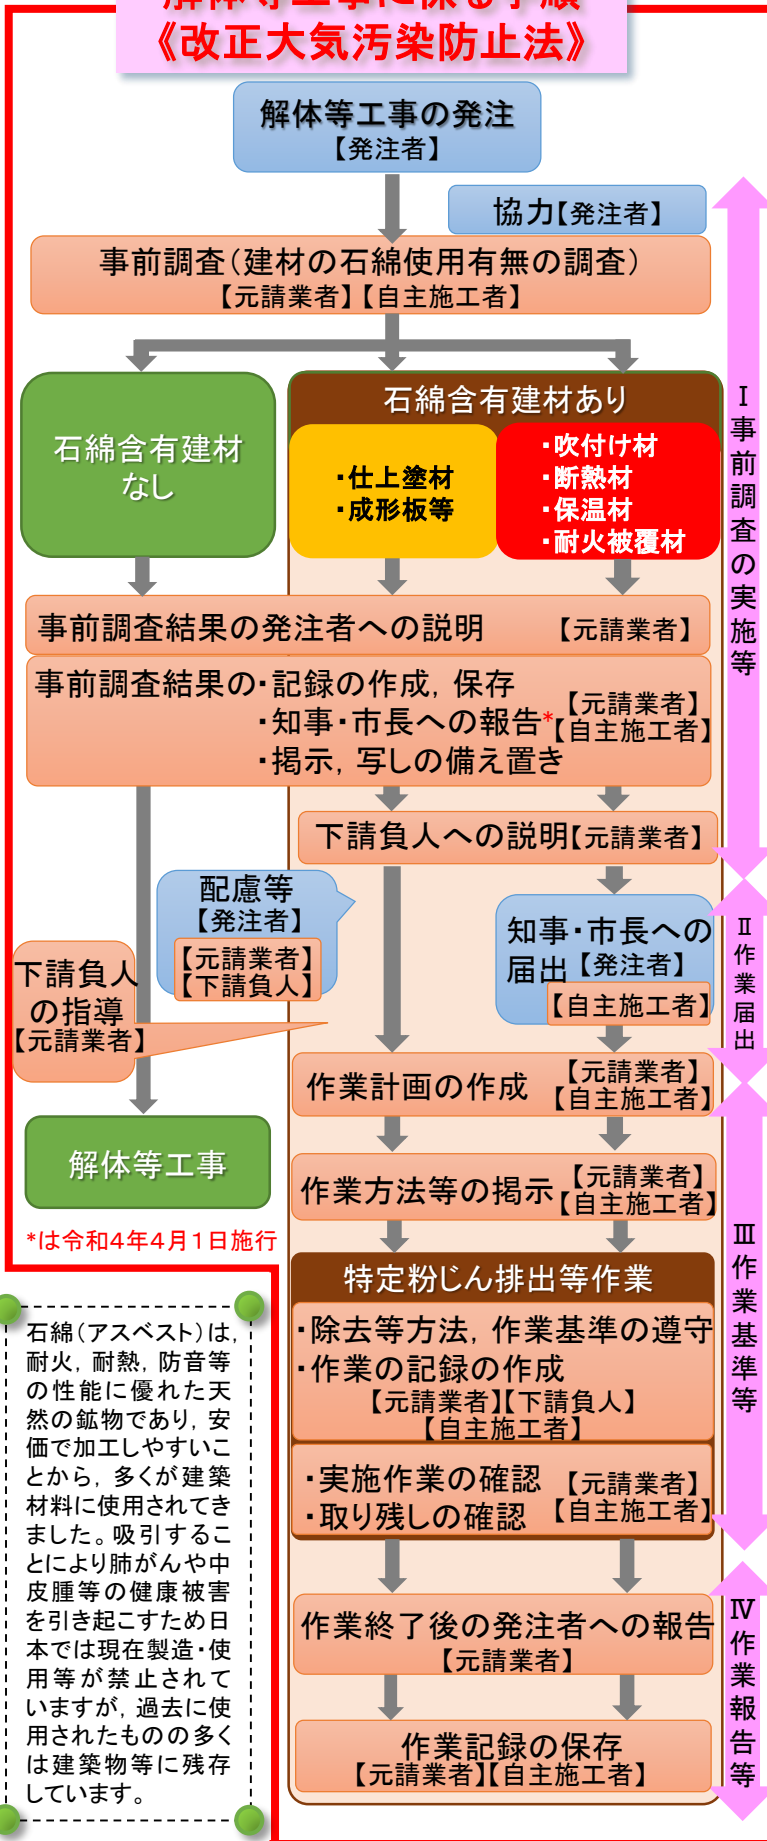 解体等工事に係る手順
《改正大気汚染防止法》
解体等工事の発注
【発注者】
協力【発注者】
事前調査（建材の石綿使用有無の調査）
【元請業者】【自主施工者】
石綿含有建材
なし
石綿含有建材あり
・仕上塗材
・成形板等
・吹付け材
・断熱材
・保温材
・耐火被覆材
事前調査結果の発注者への説明　【元請業者】
事前調査結果の・記録の作成，保存
・知事・市長への報告*
・掲示，写しの備え置き
【元請業者】
【自主施工者】
下請負人への説明【元請業者】
Ⅰ事前調査の実施等
配慮等
【発注者】
【元請業者】
【下請負人】
知事・市長への
届出【発注者】
【自主施工者】
Ⅱ作業届出
下請負人
の指導
【元請業者】
作業計画の作成
【元請業者】
【自主施工者】
解体等工事
作業方法等の掲示
【元請業者】
【自主施工者】
*は令和４年４月１日施行
特定粉じん排出等作業
・除去等方法，作業基準の遵守
・作業の記録の作成
【元請業者】【下請負人】
【自主施工者】
・実施作業の確認
・取り残しの確認
【元請業者】
【自主施工者】
Ⅲ作業基準等
作業終了後の発注者への報告
【元請業者】
作業記録の保存
【元請業者】【自主施工者】
Ⅳ作業報告等
石綿（アスベスト）は，
耐火，耐熱，防音等
の性能に優れた天
然の鉱物であり，安
価で加工しやすいこ
とから，多くが建築
材料に使用されてき
ました。吸引するこ
とにより肺がんや中
皮腫等の健康被害
を引き起こすため日
本では現在製造・使
用等が禁止されて
いますが，過去に使
用されたものの多く
は建築物等に残存
しています。